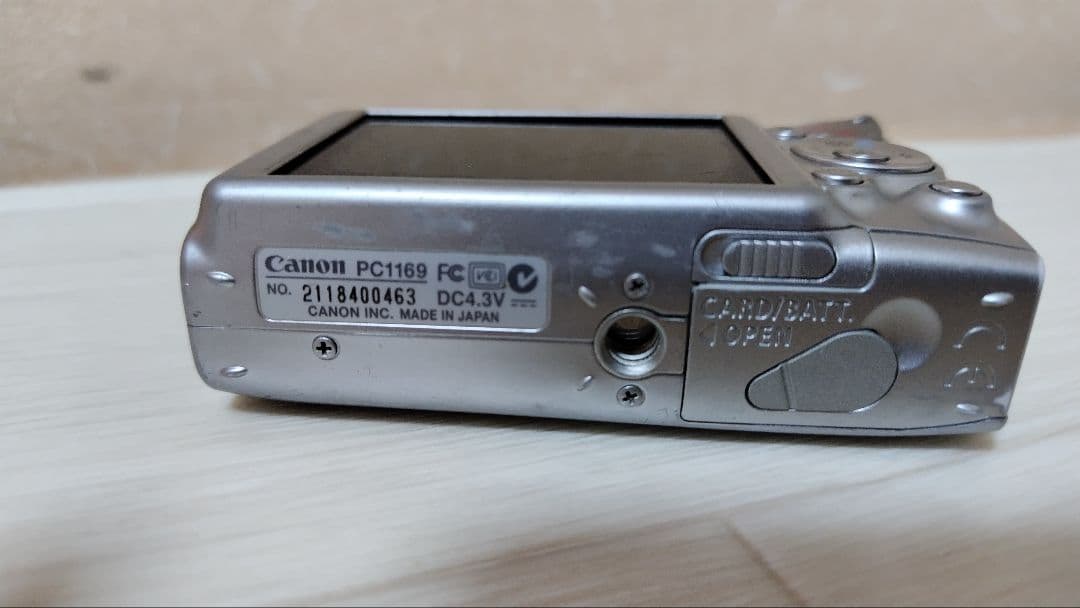 Canon PC1169 FC
NO. 2118400463 DC4.3V
CANON INC. MADE IN JAPAN
CARD/BATT.
◁OPEN